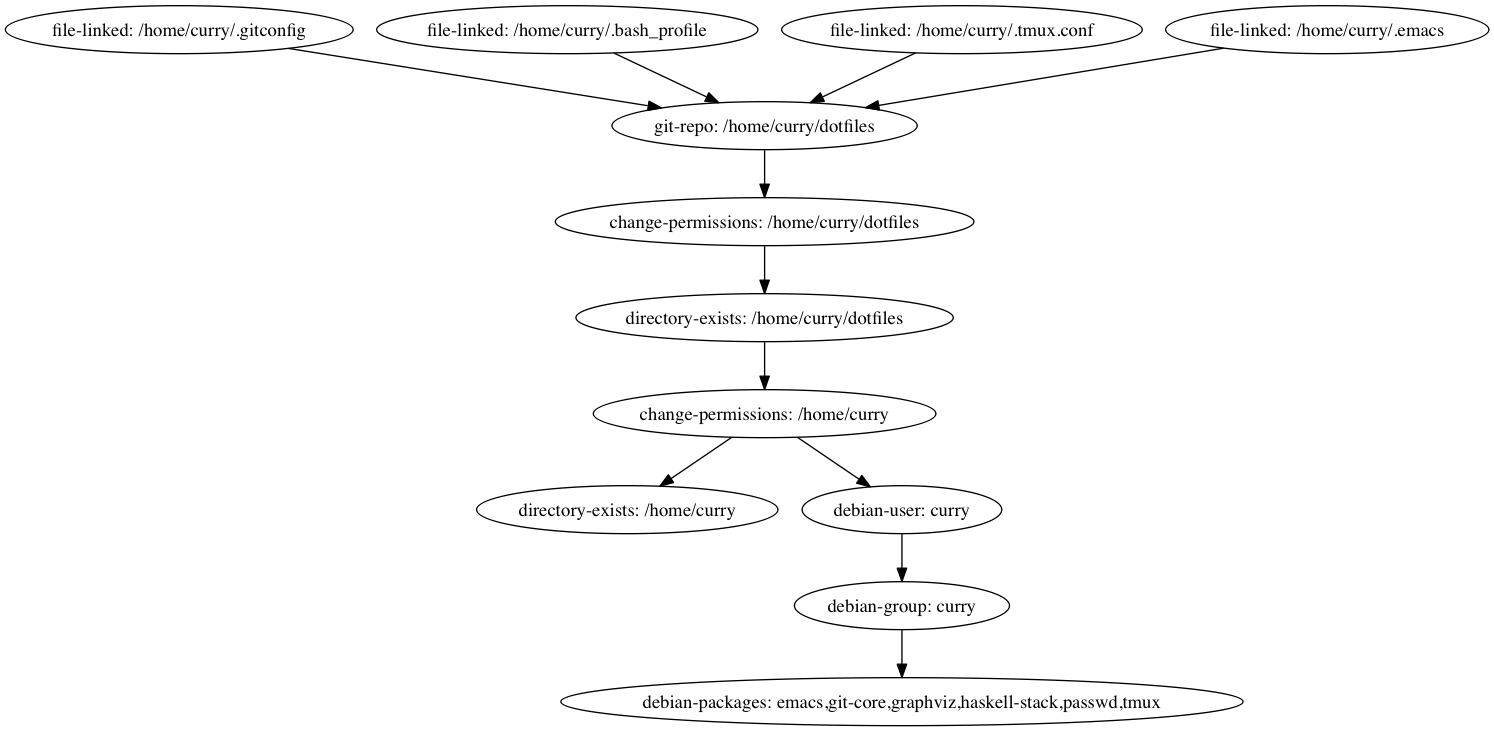 file-linked: /home/curry/.gitconfig
file-linked: /home/curry/.bash_profile
file-linked: /home/curry/.tmux.conf
file-linked: /home/curry/.emacs
git-repo: /home/curry/dotfiles
change-permissions: /home/curry/dotfiles
directory-exists: /home/curry/dotfiles
change-permissions: /home/curry
directory-exists: /home/curry
debian-user: curry
debian-group: curry
debian-packages: emacs,git-core,graphviz,haskell-stack,passwd,tmux